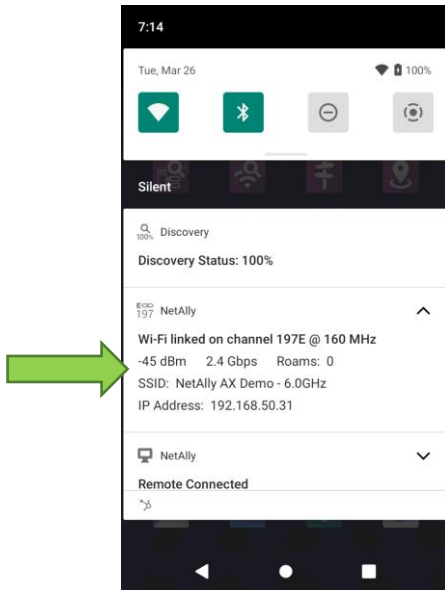 7:14
Tue, Mar 26 100%
Silent
100% Discovery
Discovery Status: 100%
197 NetAlly
Wi-Fi linked on channel 197E @ 160 MHz
-45 dBm 2.4 Gbps Roams: 0
SSID: NetAlly AX Demo - 6.0GHz
IP Address: 192.168.50.31
NetAlly
Remote Connected